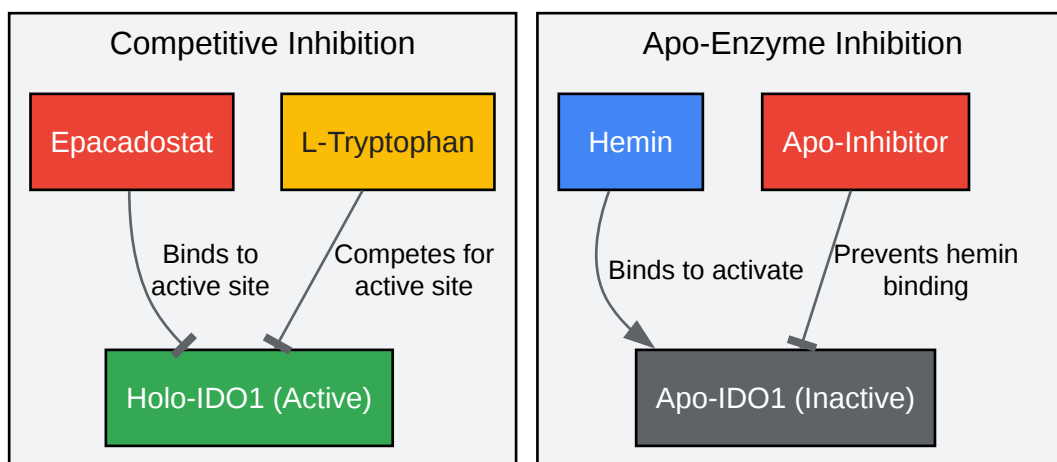 Competitive Inhibition
Epacadostat
L-Tryptophan
Binds to
active site
Competes for
active site
Holo-IDO1 (Active)
Apo-Enzyme Inhibition
Hemin
Apo-Inhibitor
Binds to activate
Prevents hemin
binding
Apo-IDO1 (Inactive)